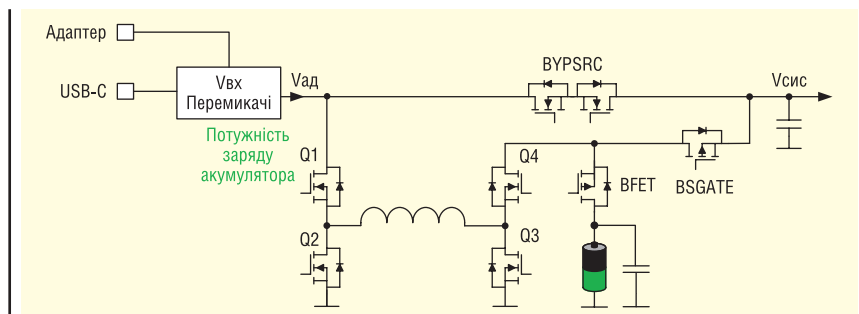 Адаптер
USB-C
Vвх
Перемикачі
Vад
Потужність
заряду
акумулятора
BYPSRC
Vсис
Q1
Q4
BFET
BSGATE
Q2
Q3